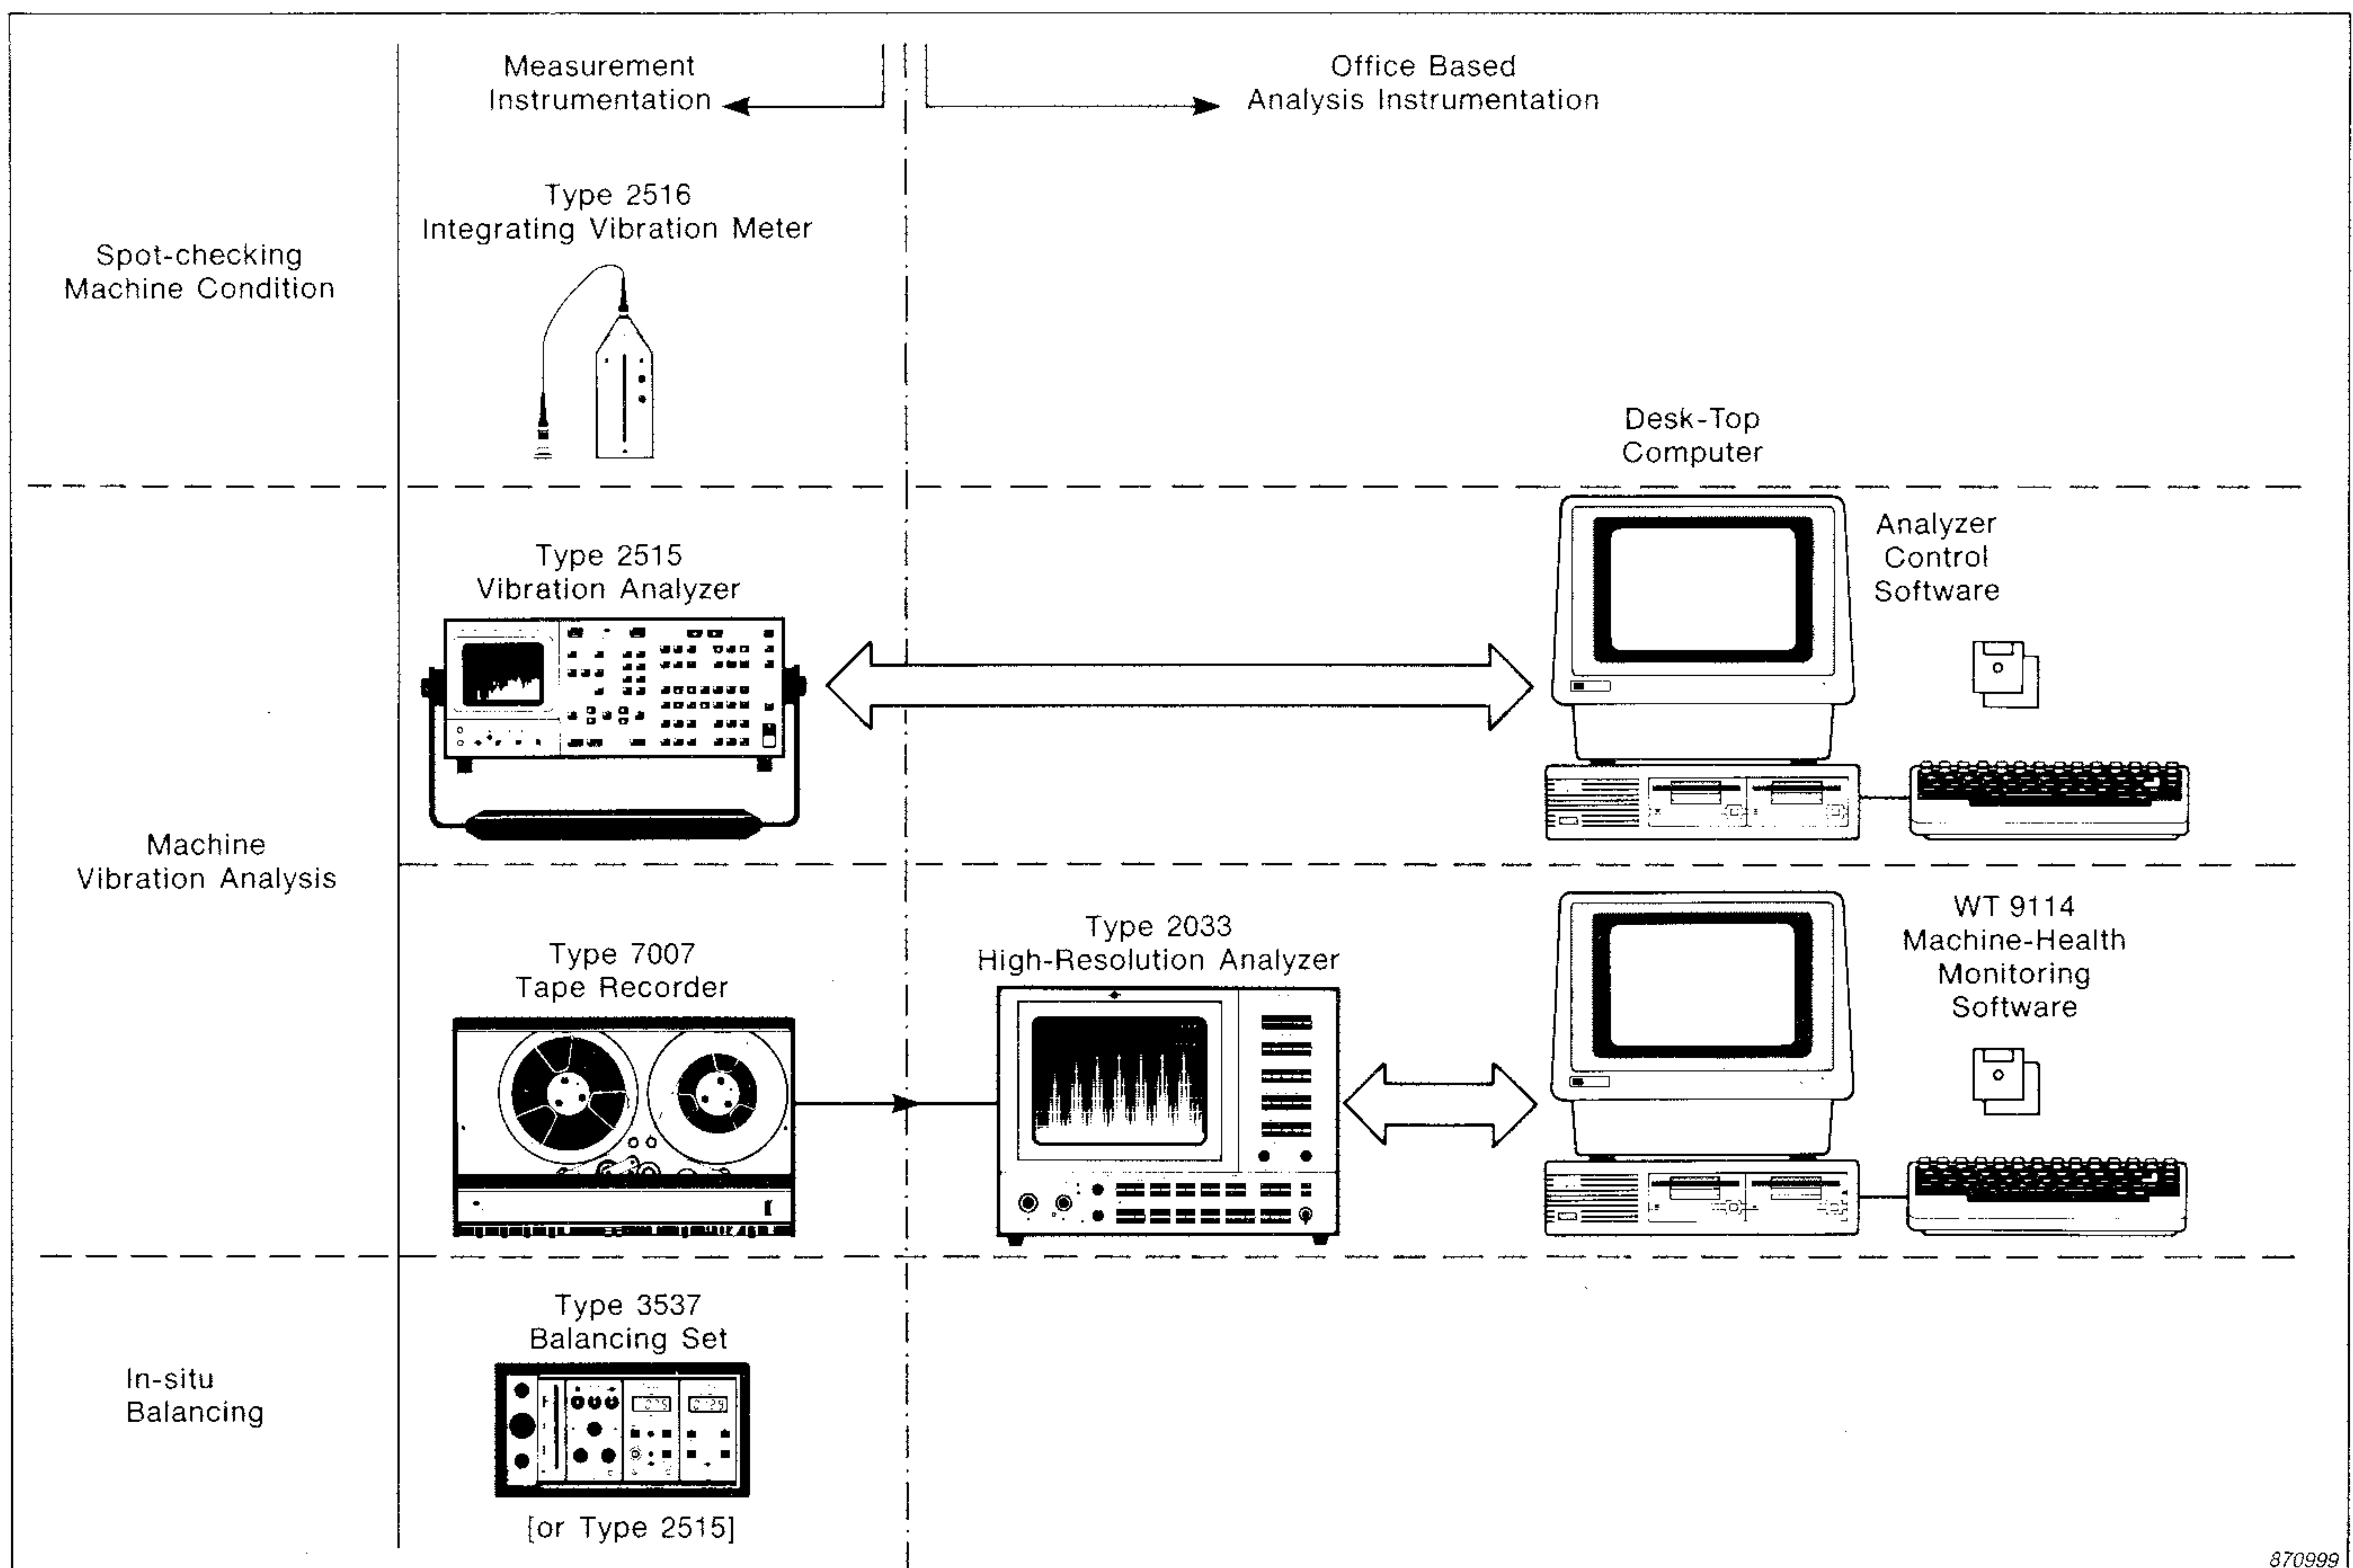 Measurement
Instrumentation
Office Based
Analysis Instrumentation
Type 2516
Integrating Vibration Meter
Spot-checking
Machine Condition
Desk-Top
Computer
Type 2515
Vibration Analyzer
Analyzer
Control
Software
Machine
Vibration Analysis
Type 7007
Tape Recorder
Type 2033
High-Resolution Analyzer
WT 9114
Machine-Health
Monitoring
Software
Type 3537
Balancing Set
In-situ
Balancing
[or Type 2515]
870999